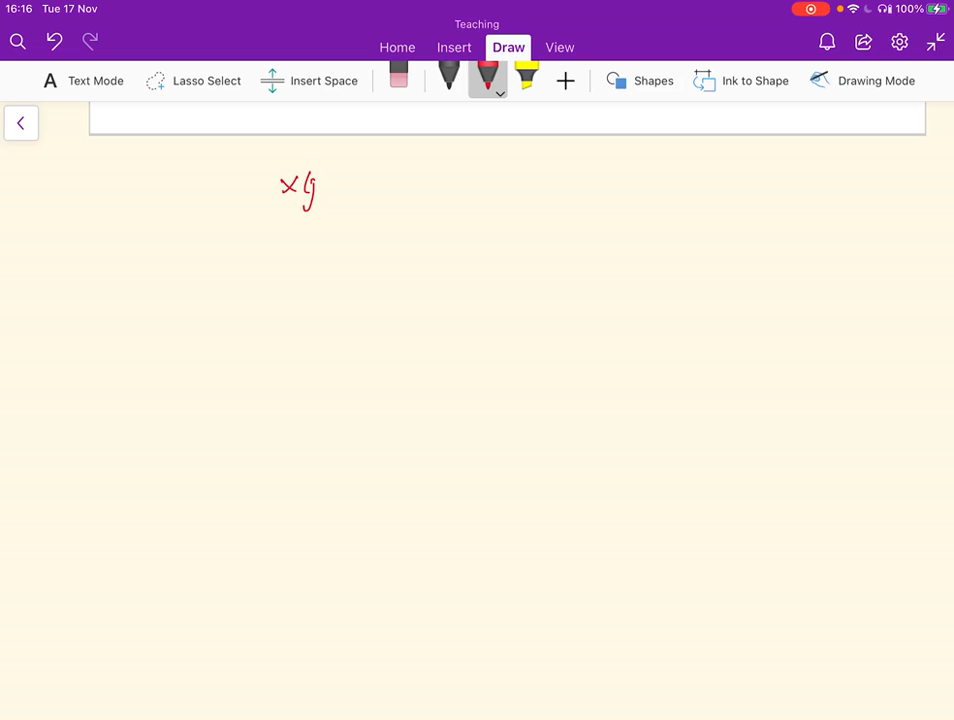 16:16 Tue 17 Nov
100%
Teaching
Home Insert Draw View
A Text Mode Lasso Select Insert Space Shapes Ink to Shape Drawing Mode
x(y